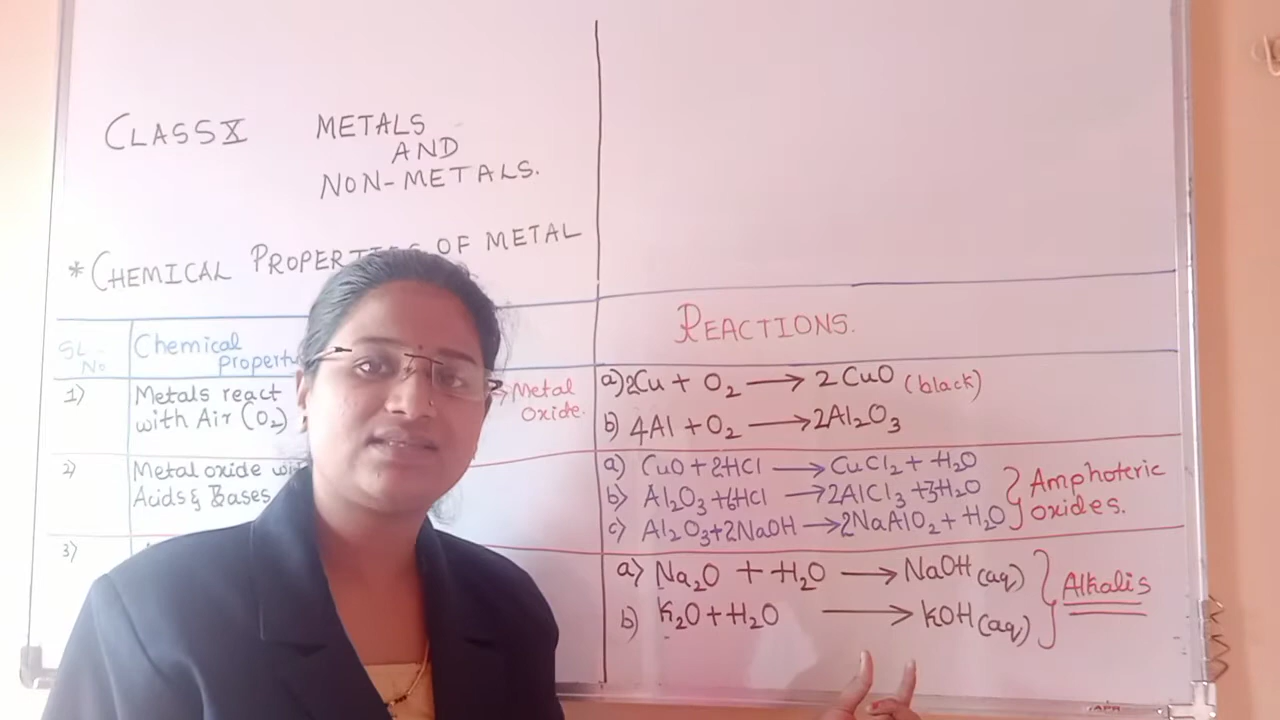 CLASS X METALS
AND
NON-METALS.
* CHEMICAL PROPERT OF METAL
SL. No Chemical property REACTIONS.
1) Metals react with Air (O₂) → Metal Oxide.
a) 2Cu + O₂ → 2CuO (black)
b) 4Al + O₂ → 2Al₂O₃
2) Metal oxide wi
Acids & Bases
a) CuO + 2HCl → CuCl₂ + H₂O
b) Al₂O₃ + 6HCl → 2AlCl₃ + 3H₂O
c) Al₂O₃ + 2NaOH → 2NaAlO₂ + H₂O
Amphoteric
oxides.
3)
a) Na₂O + H₂O → NaOH (aq)
b) K₂O + H₂O → KOH (aq)
Alkalis